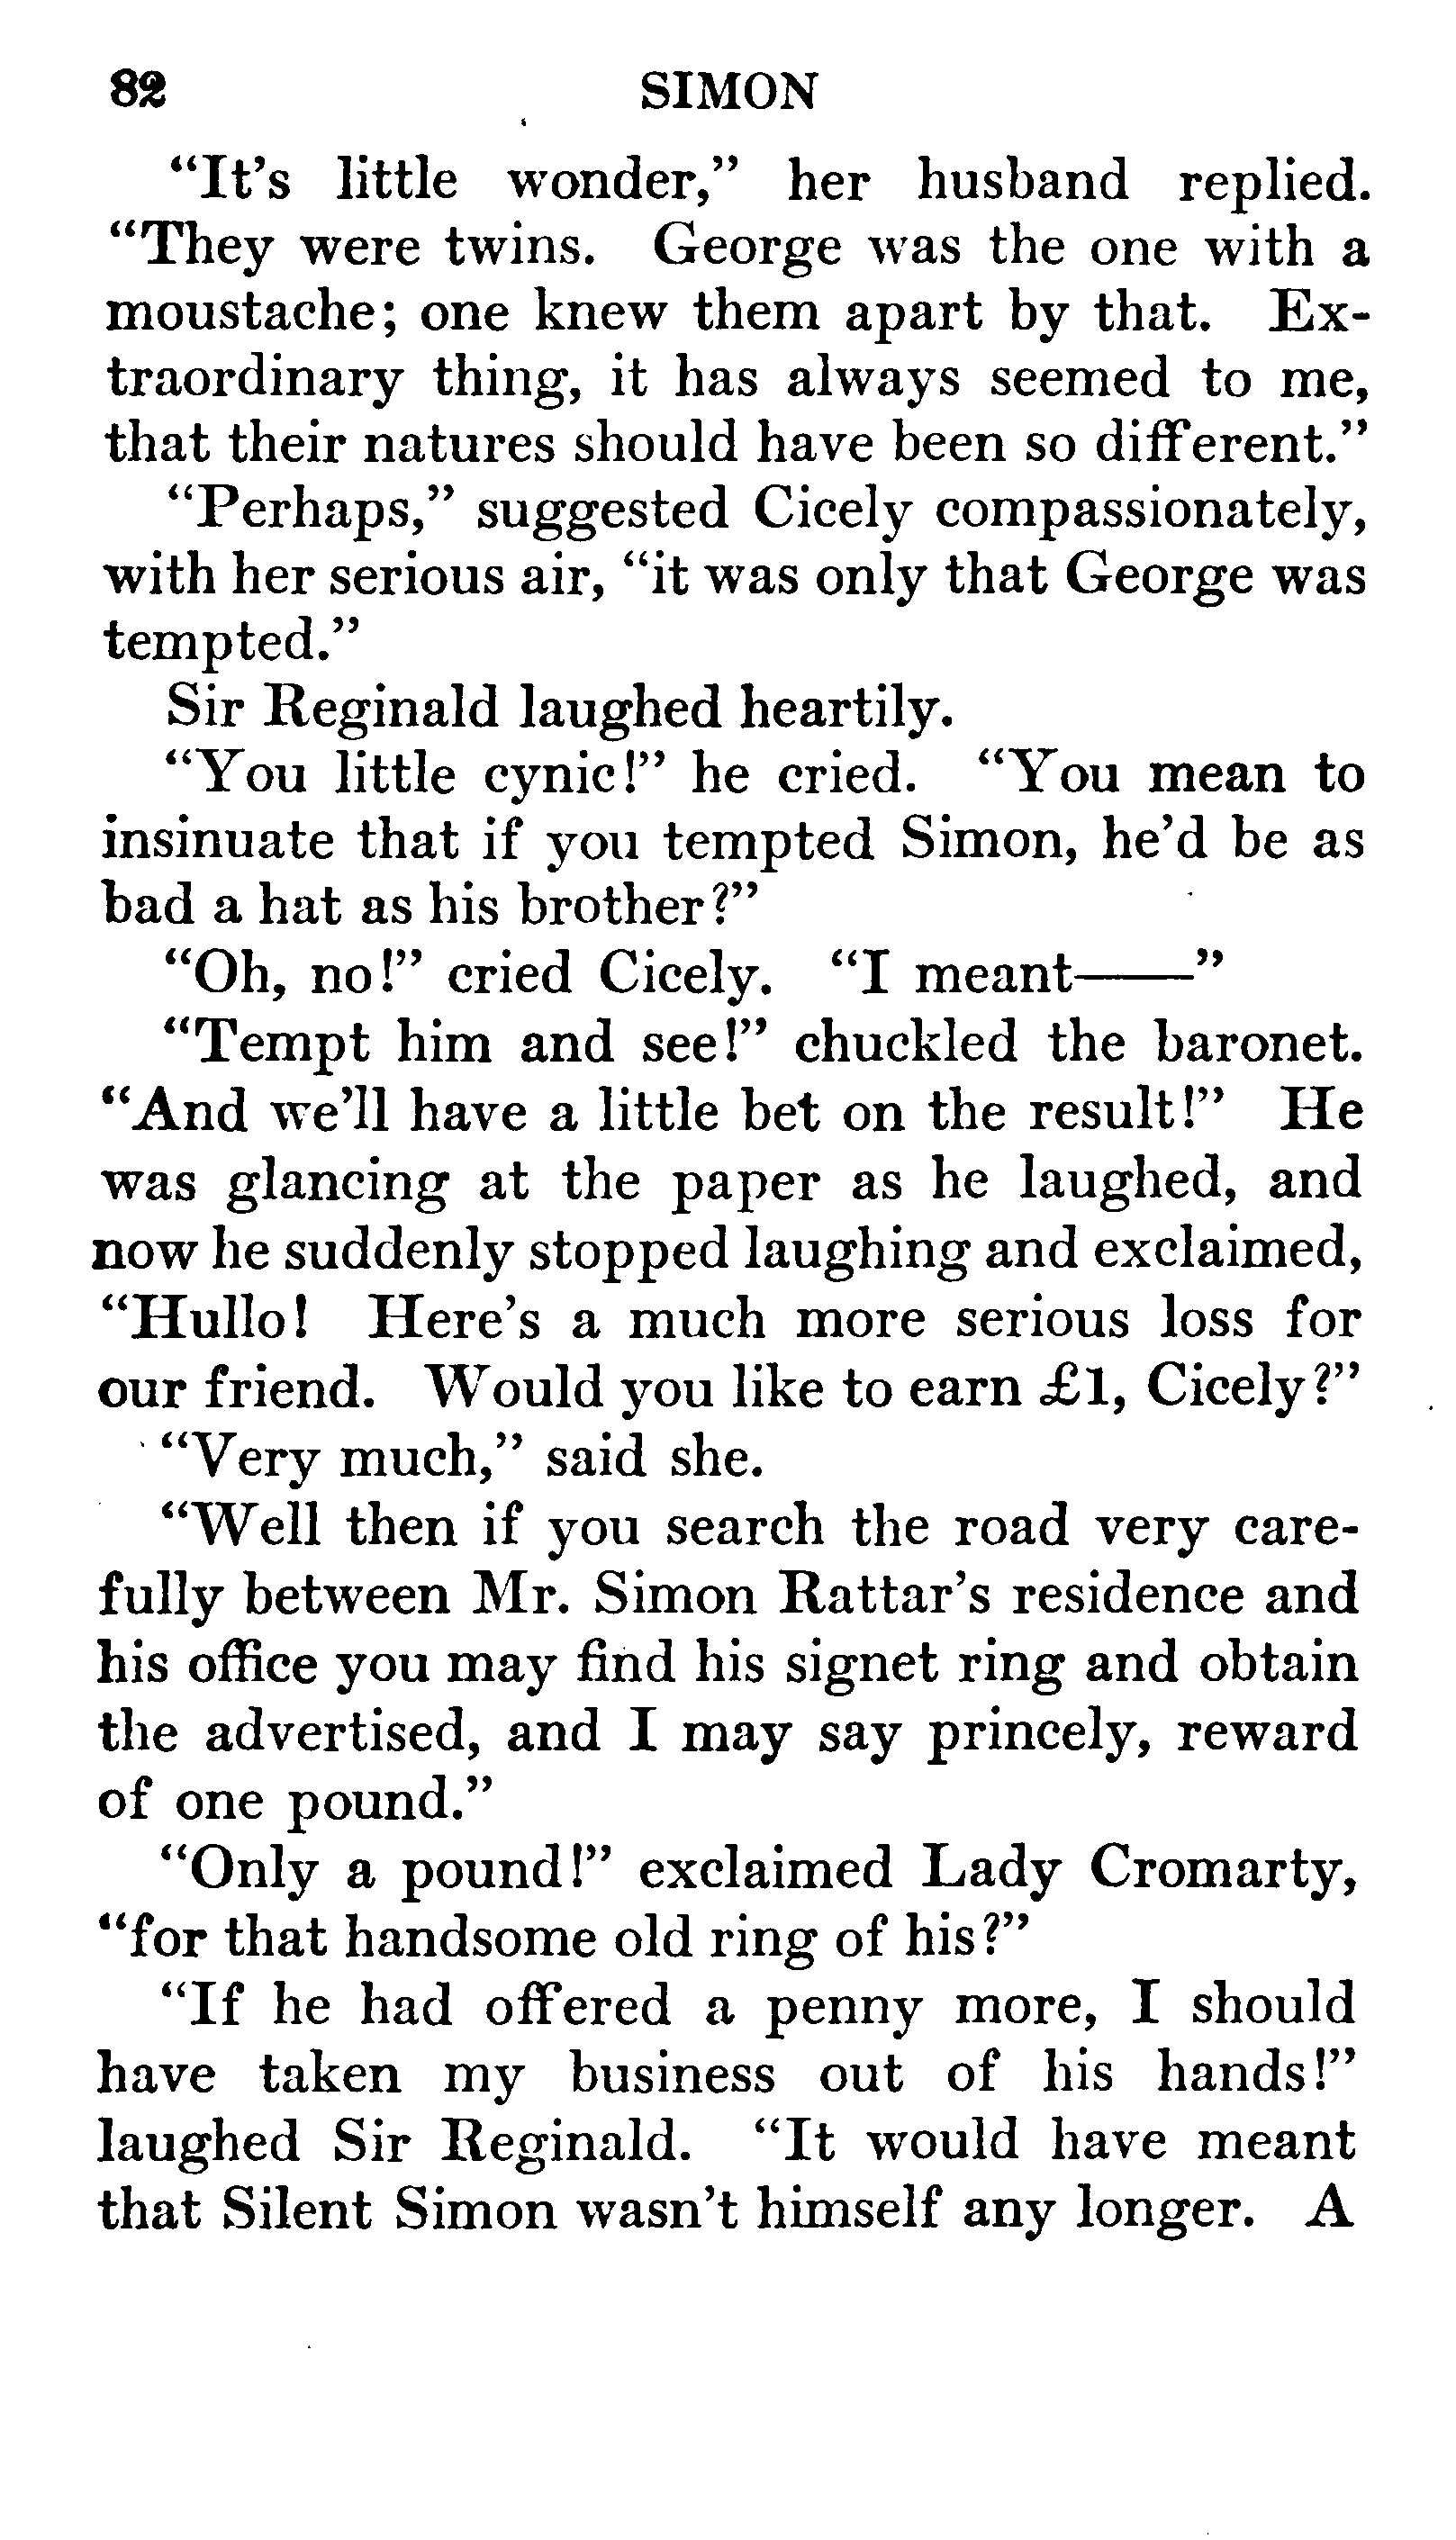 82 SIMON
"It's little wonder," her husband replied.
"They were twins. George was the one with a
moustache; one knew them apart by that. Ex-
traordinary thing, it has always seemed to me,
that their natures should have been so different."
"Perhaps," suggested Cicely compassionately,
with her serious air, "it was only that George was
tempted."
Sir Reginald laughed heartily.
"You little cynic!" he cried. "You mean to
insinuate that if you tempted Simon, he'd be as
bad a hat as his brother?"
"Oh, no!" cried Cicely. "I meant——"
"Tempt him and see!" chuckled the baronet.
"And we'll have a little bet on the result!" He
was glancing at the paper as he laughed, and
now he suddenly stopped laughing and exclaimed,
"Hullo! Here's a much more serious loss for
our friend. Would you like to earn £1, Cicely?"
"Very much," said she.
"Well then if you search the road very care-
fully between Mr. Simon Rattar's residence and
his office you may find his signet ring and obtain
the advertised, and I may say princely, reward
of one pound."
"Only a pound!" exclaimed Lady Cromarty,
"for that handsome old ring of his?"
"If he had offered a penny more, I should
have taken my business out of his hands!"
laughed Sir Reginald. "It would have meant
that Silent Simon wasn't himself any longer. A